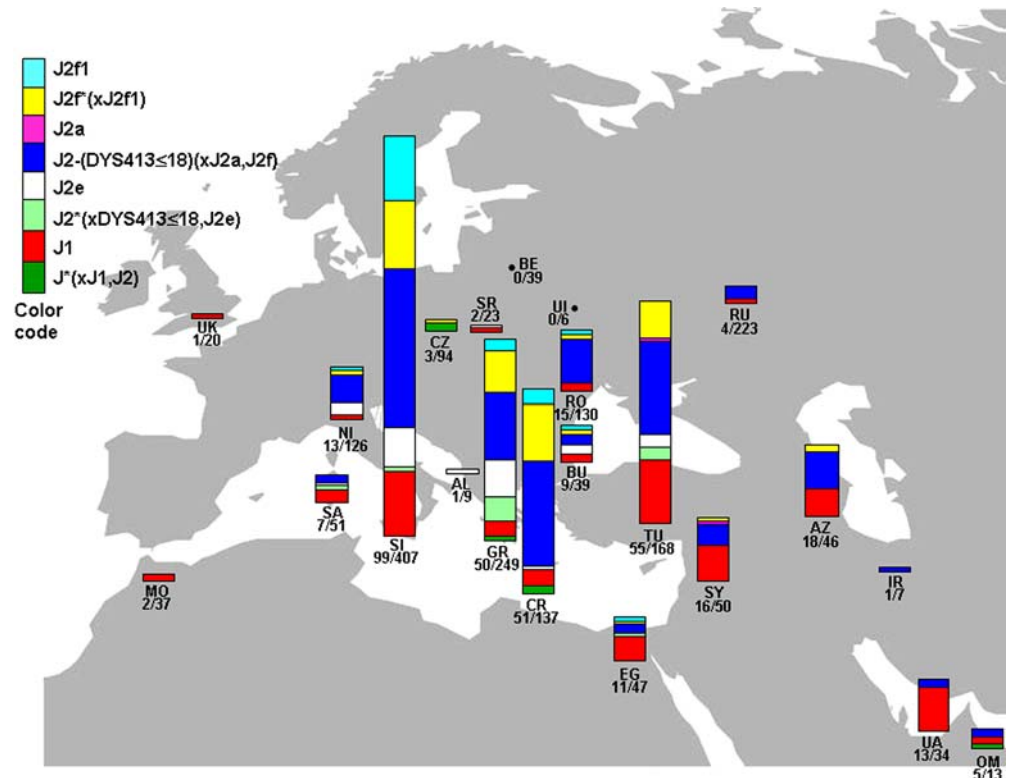 J2f1
J2f*(xJ2f1)
J2a
J2-(DYS413≤18)(xJ2a,J2f)
J2e
J2*(xDYS413≤18,J2e)
J1
J*(xJ1,J2)
Color
code
BE
0/39
UI
0/6
SR
2/23
RU
4/223
UK
1/20
CZ
3/94
RO
15/130
NI
13/126
BU
9/39
AL
1/9
SA
7/51
SI
99/407
GR
50/249
TU
55/168
AZ
18/46
IR
1/7
MO
2/37
SY
16/50
CR
51/137
EG
11/47
UA
13/34
OM
5/13